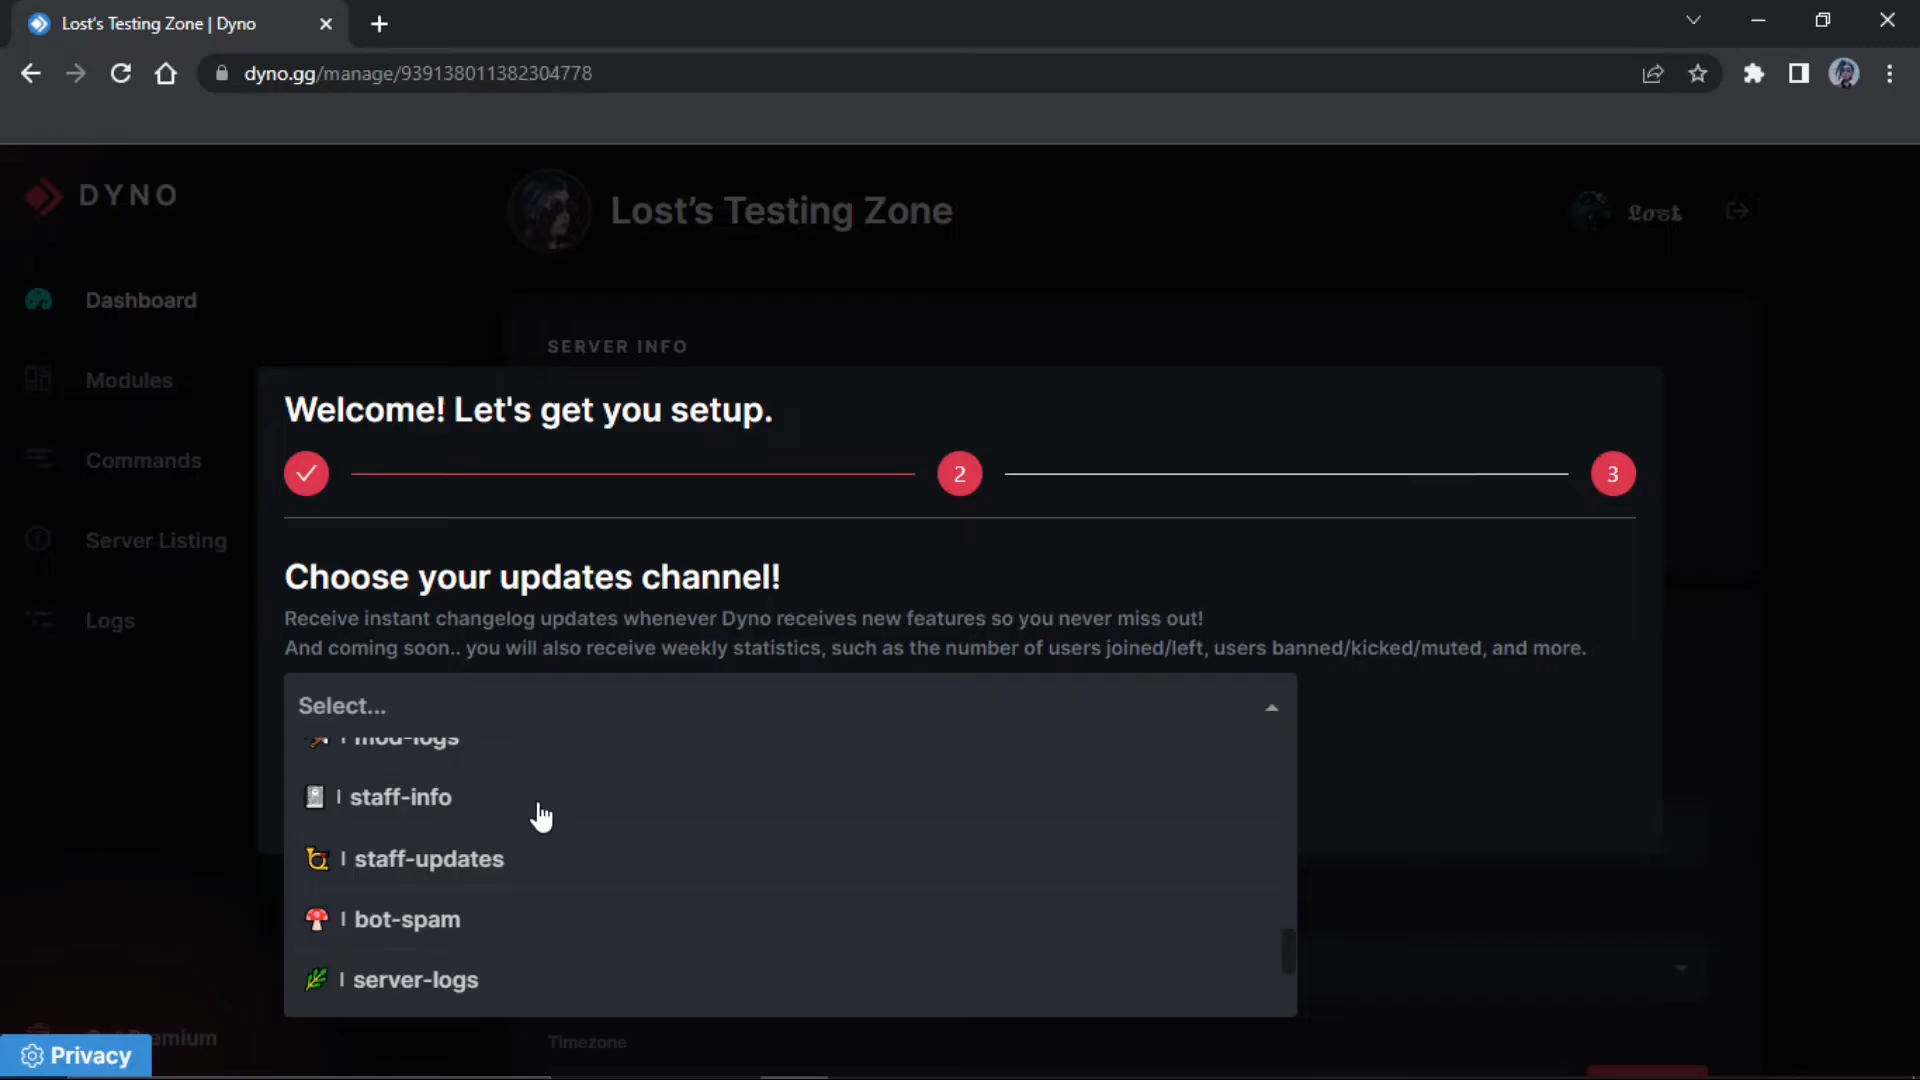 Lost's Testing Zone | Dyno
dyno.gg/manage/939138011382304778
DYNO
Lost's Testing Zone
Lost
Dashboard
SERVER INFO
Modules
Welcome! Let's get you setup.
Commands
2
3
Server Listing
Choose your updates channel!
Receive instant changelog updates whenever Dyno receives new features so you never miss out!
Logs
And coming soon.. you will also receive weekly statistics, such as the number of users joined/left, users banned/kicked/muted, and more.
Select...
| mod-logs
| staff-info
| staff-updates
| bot-spam
| server-logs
Premium
Timezone
Privacy